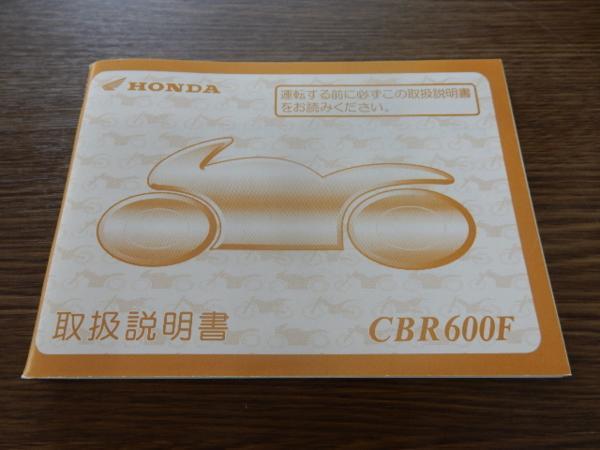 HONDA
運転する前に必ずこの取扱説明書
をお読みください。
取扱説明書
CBR600F